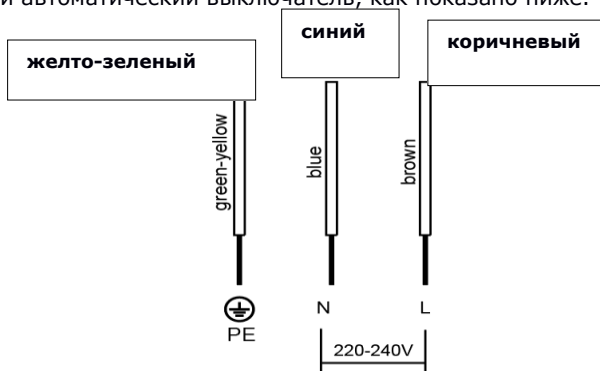 и автоматический выключатель, как показано ниже:
синий
коричневый
желто-зеленый
green-yellow
blue
brown
N
L
PE
220-240V